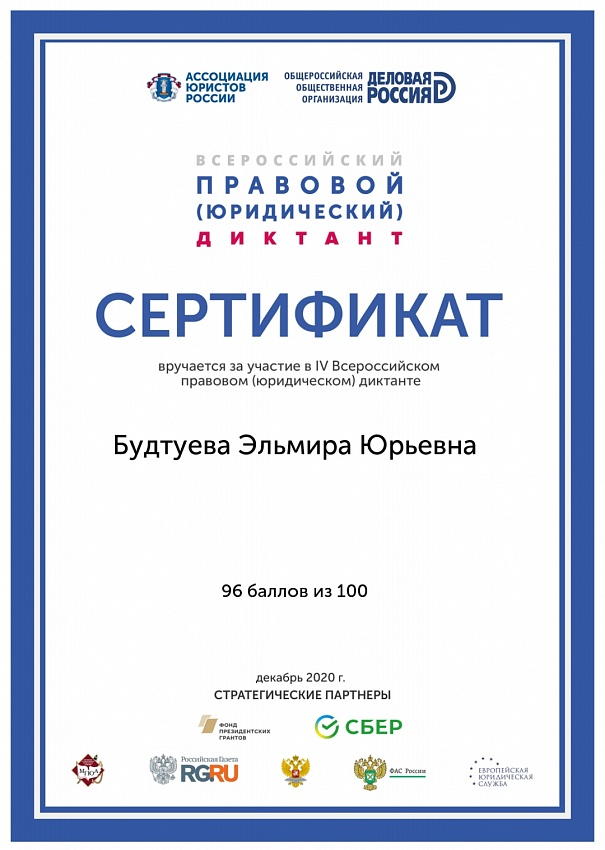 АССОЦИАЦИЯ
ЮРИСТОВ
РОССИИ
ОБЩЕРОССИЙСКАЯ
ОБЩЕСТВЕННАЯ
ОРГАНИЗАЦИЯ
ДЕЛОВАЯ
РОССИЯ
ВСЕРОССИЙСКИЙ
ПРАВОВОЙ
(ЮРИДИЧЕСКИЙ)
ДИКТАНТ
СЕРТИФИКАТ
вручается за участие в IV Всероссийском
правовом (юридическом) диктанте
Будтуева Эльмира Юрьевна
96 баллов из 100
декабрь 2020 г.
СТРАТЕГИЧЕСКИЕ ПАРТНЕРЫ
ФОНД
ПРЕЗИДЕНТСКИХ
ГРАНТОВ
СБЕР
Российская Газета
RGRU
ФАС России
ЕВРОПЕЙСКАЯ
ЮРИДИЧЕСКАЯ
СЛУЖБА